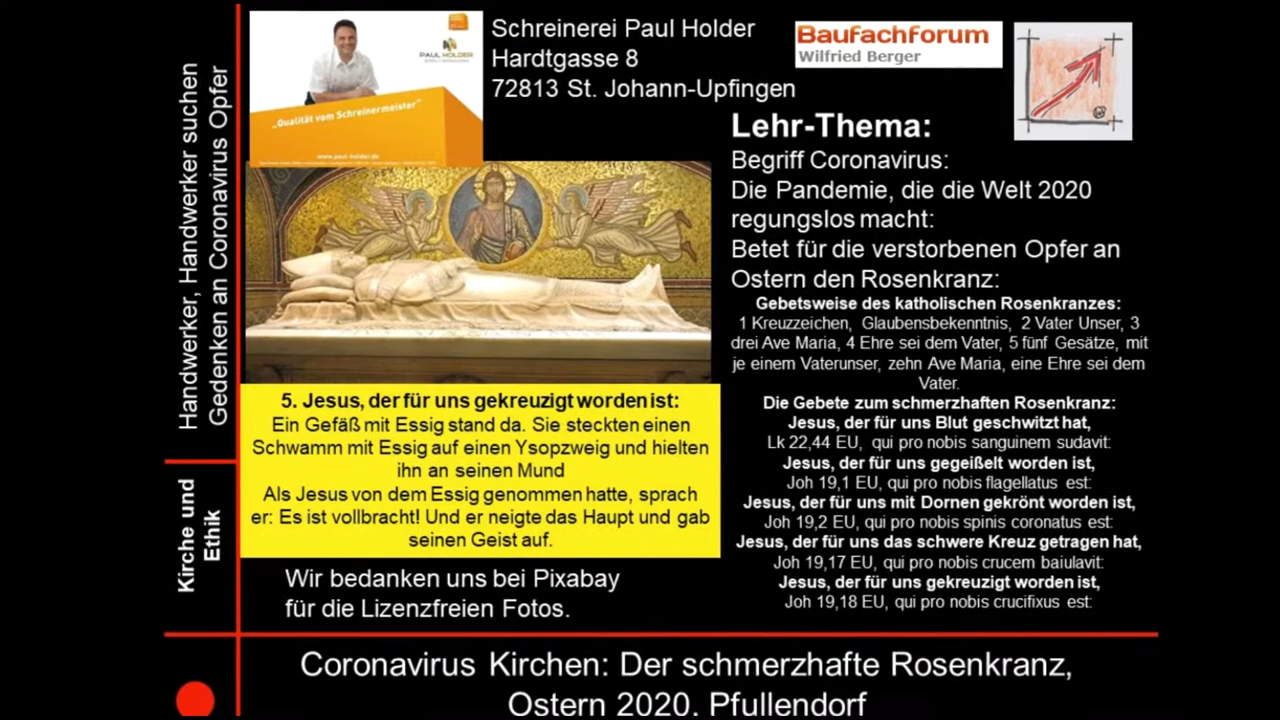 Handwerker, Handwerker suchen
Gedenken an Coronavirus Opfer
Kirche und
Ethik
PAUL HOLDER
„Qualität vom Schreinermeister"
www.paul-holder.de
Schreinerei Paul Holder
Hardtgasse 8
72813 St. Johann-Upfingen
Baufachforum
Wilfried Berger
Lehr-Thema:
Begriff Coronavirus:
Die Pandemie, die die Welt 2020
regungslos macht:
Betet für die verstorbenen Opfer an
Ostern den Rosenkranz:
Gebetsweise des katholischen Rosenkranzes:
1 Kreuzzeichen, Glaubensbekenntnis, 2 Vater Unser, 3
drei Ave Maria, 4 Ehre sei dem Vater, 5 fünf Gesätze, mit
je einem Vaterunser, zehn Ave Maria, eine Ehre sei dem
Vater.
Die Gebete zum schmerzhaften Rosenkranz:
Jesus, der für uns Blut geschwitzt hat,
Lk 22,44 EU, qui pro nobis sanguinem sudavit:
Jesus, der für uns gegeißelt worden ist,
Joh 19,1 EU, qui pro nobis flagellatus est:
Jesus, der für uns mit Dornen gekrönt worden ist,
Joh 19,2 EU, qui pro nobis spinis coronatus est:
Jesus, der für uns das schwere Kreuz getragen hat,
Joh 19,17 EU, qui pro nobis crucem baiulavit:
Jesus, der für uns gekreuzigt worden ist,
Joh 19,18 EU, qui pro nobis crucifixus est:
5. Jesus, der für uns gekreuzigt worden ist:
Ein Gefäß mit Essig stand da. Sie steckten einen
Schwamm mit Essig auf einen Ysopzweig und hielten
ihn an seinen Mund
Als Jesus von dem Essig genommen hatte, sprach
er: Es ist vollbracht! Und er neigte das Haupt und gab
seinen Geist auf.
Wir bedanken uns bei Pixabay
für die Lizenzfreien Fotos.
Coronavirus Kirchen: Der schmerzhafte Rosenkranz,
Ostern 2020. Pfullendorf